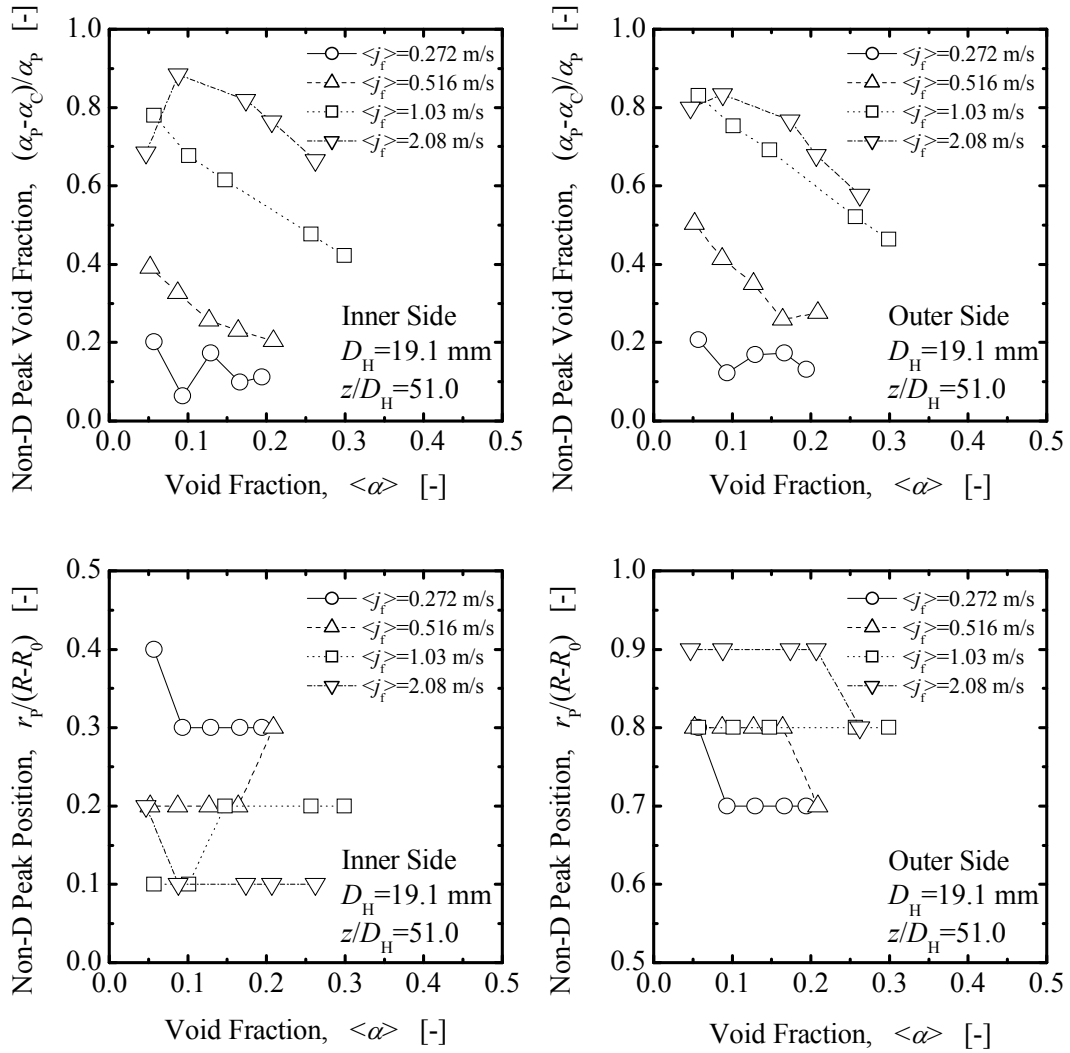 Non-D Peak Void Fraction, (αP-αC)/αP [-]
1.0
0.8
0.6
0.4
0.2
0.0
<jf>=0.272 m/s
<jf>=0.516 m/s
<jf>=1.03 m/s
<jf>=2.08 m/s
Inner Side
DH=19.1 mm
z/DH=51.0
0.0 0.1 0.2 0.3 0.4 0.5
Void Fraction, <α> [-]
Non-D Peak Void Fraction, (αP-αC)/αP [-]
1.0
0.8
0.6
0.4
0.2
0.0
<jf>=0.272 m/s
<jf>=0.516 m/s
<jf>=1.03 m/s
<jf>=2.08 m/s
Outer Side
DH=19.1 mm
z/DH=51.0
0.0 0.1 0.2 0.3 0.4 0.5
Void Fraction, <α> [-]
Non-D Peak Position, rP/(R-R0) [-]
0.5
0.4
0.3
0.2
0.1
0.0
<jf>=0.272 m/s
<jf>=0.516 m/s
<jf>=1.03 m/s
<jf>=2.08 m/s
Inner Side
DH=19.1 mm
z/DH=51.0
0.0 0.1 0.2 0.3 0.4 0.5
Void Fraction, <α> [-]
Non-D Peak Position, rP/(R-R0) [-]
1.0
0.9
0.8
0.7
0.6
0.5
<jf>=0.272 m/s
<jf>=0.516 m/s
<jf>=1.03 m/s
<jf>=2.08 m/s
Outer Side
DH=19.1 mm
z/DH=51.0
0.0 0.1 0.2 0.3 0.4 0.5
Void Fraction, <α> [-]